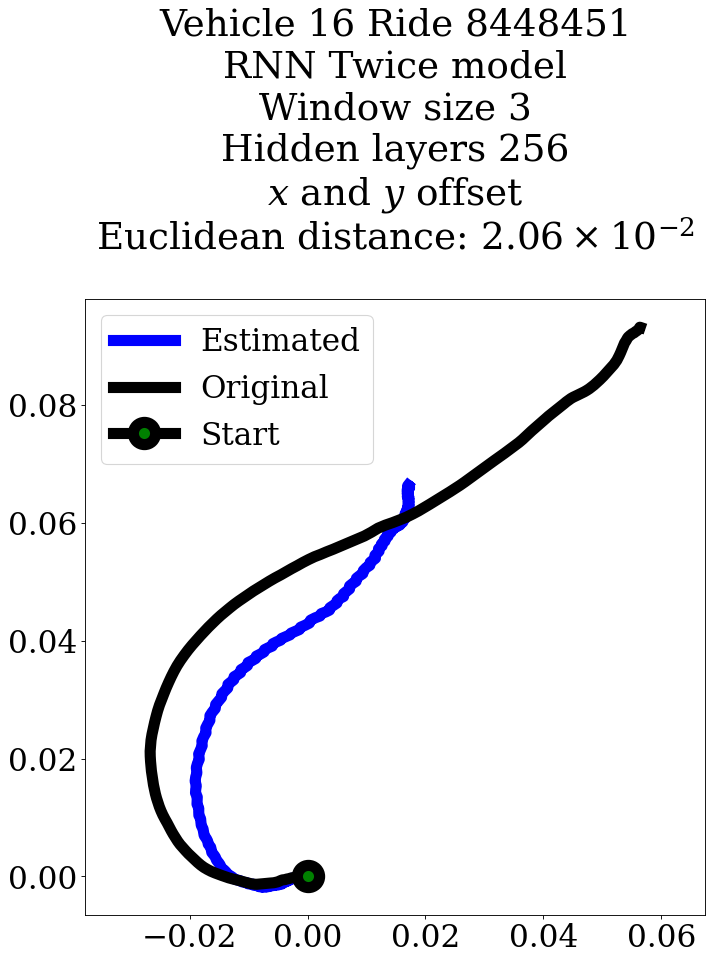 Vehicle 16 Ride 8448451
RNN Twice model
Window size 3
Hidden layers 256
x and y offset
Euclidean distance: 2.06 × 10⁻²
Estimated
Original
Start
0.08
0.06
0.04
0.02
0.00
−0.02 0.00 0.02 0.04 0.06